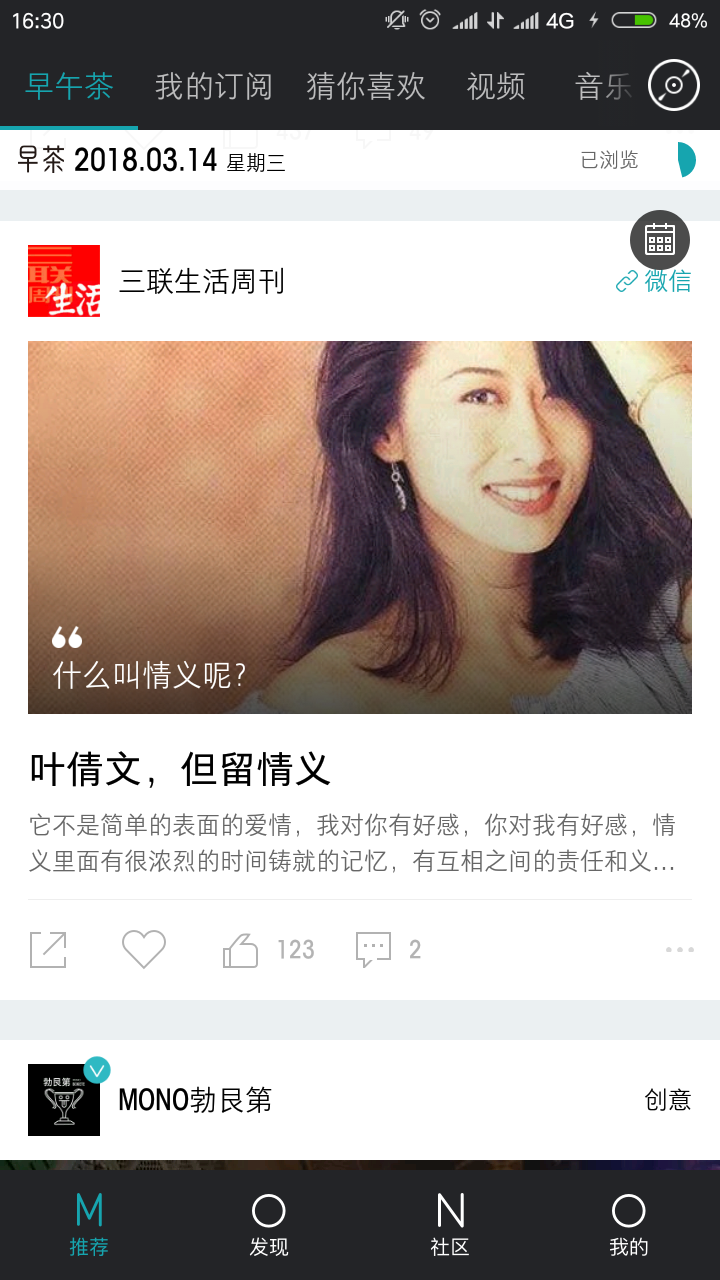 16:30 4G 48%
早午茶 我的订阅 猜你喜欢 视频 音乐
早茶 2018.03.14 星期三 已浏览
三联生活周刊 微信
什么叫情义呢?
叶倩文，但留情义
它不是简单的表面的爱情，我对你有好感，你对我有好感，情
义里面有很浓烈的时间铸就的记忆，有互相之间的责任和义...
123 2
勃艮第
MONO勃艮第 创意
M O N O
推荐 发现 社区 我的